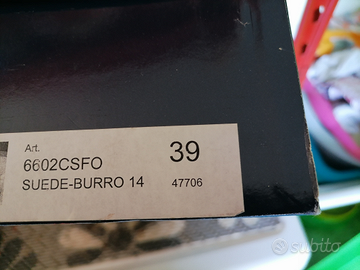 Art.
6602CSFO
39
SUEDE-BURRO 14
47706
subito